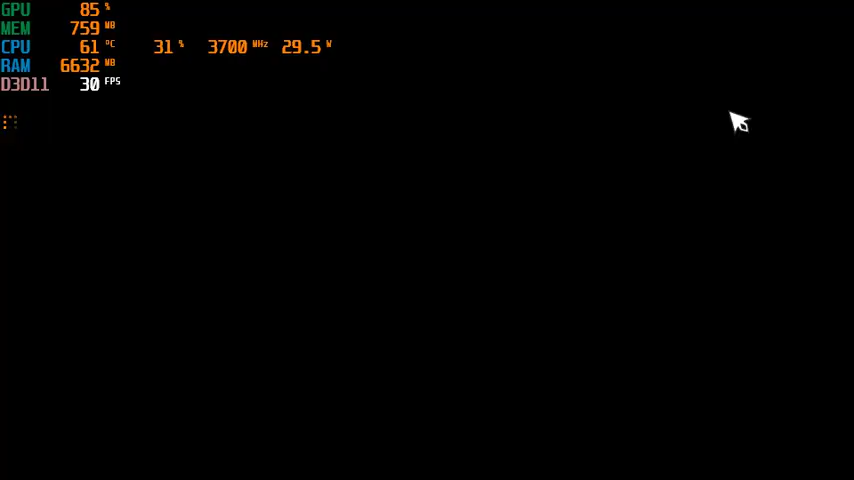 GPU 85 %
MEM 759 MB
CPU 61 °C 31 % 3700 MHz 29.5 W
RAM 6632 MB
D3D11 30 FPS